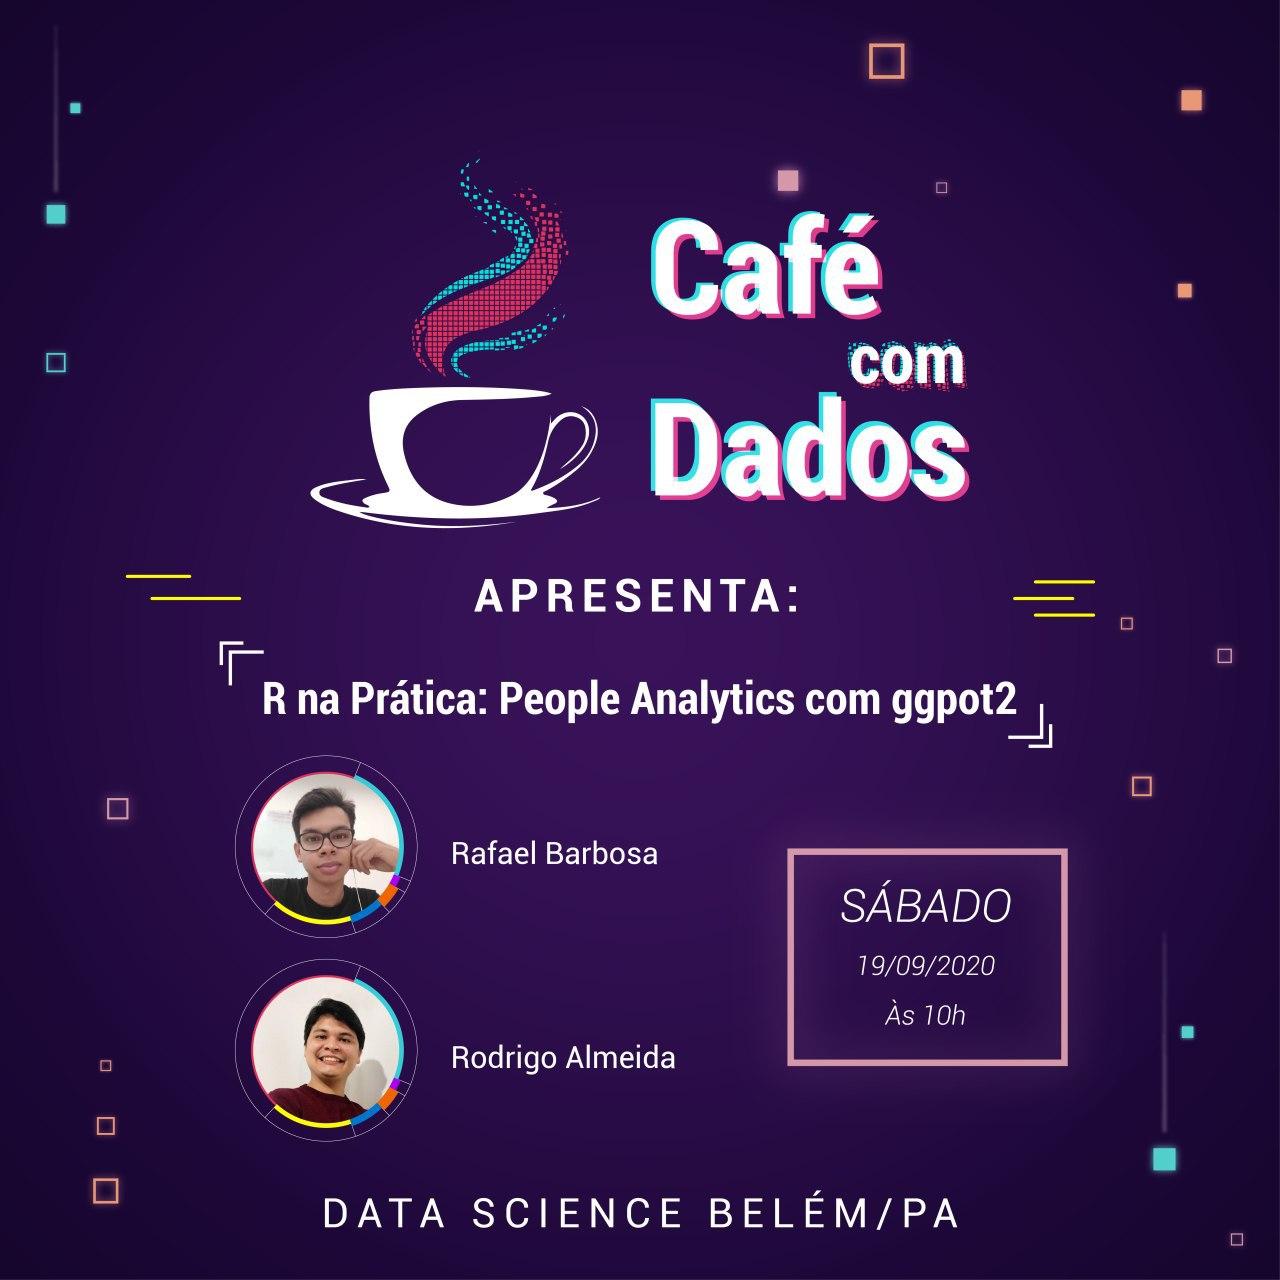 Café
com
Dados
APRESENTA:
R na Prática: People Analytics com ggpot2
Rafael Barbosa
SÁBADO
19/09/2020
Às 10h
Rodrigo Almeida
DATA SCIENCE BELÉM/PA